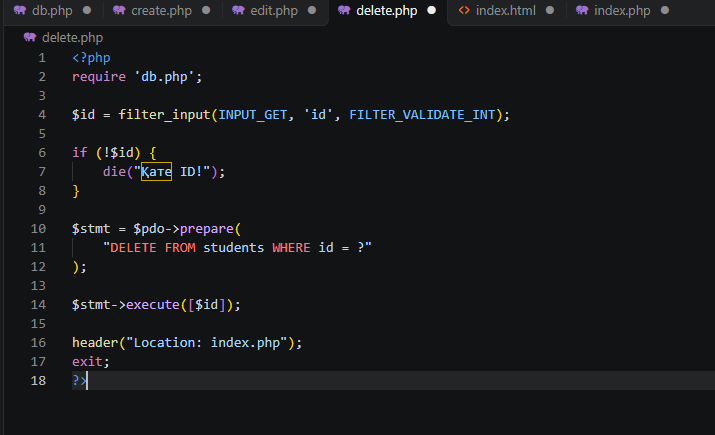 db.php create.php edit.php delete.php <> index.html index.php
delete.php
1 <?php
2 require 'db.php';
3
4 $id = filter_input(INPUT_GET, 'id', FILTER_VALIDATE_INT);
5
6 if (!$id) {
7     die("Қате ID!");
8 }
9
10 $stmt = $pdo->prepare(
11     "DELETE FROM students WHERE id = ?"
12 );
13
14 $stmt->execute([$id]);
15
16 header("Location: index.php");
17 exit;
18 ?>